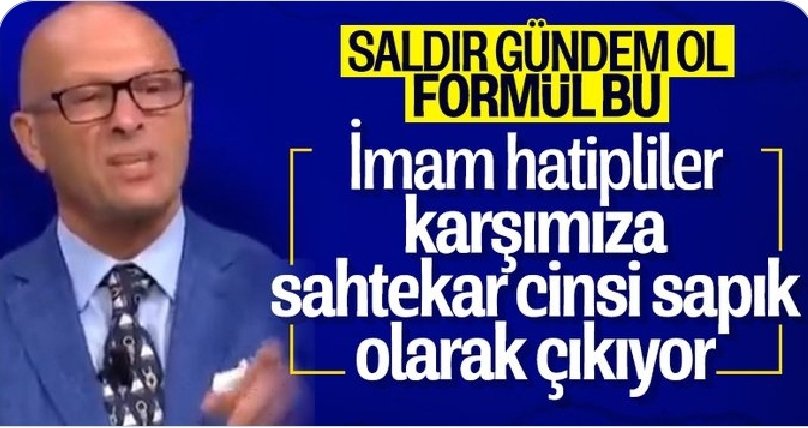 SALDIR GÜNDEM OL
FORMÜL BU
İmam hatipliler
karşımıza
sahtekar cinsi sapık
olarak çıkıyor